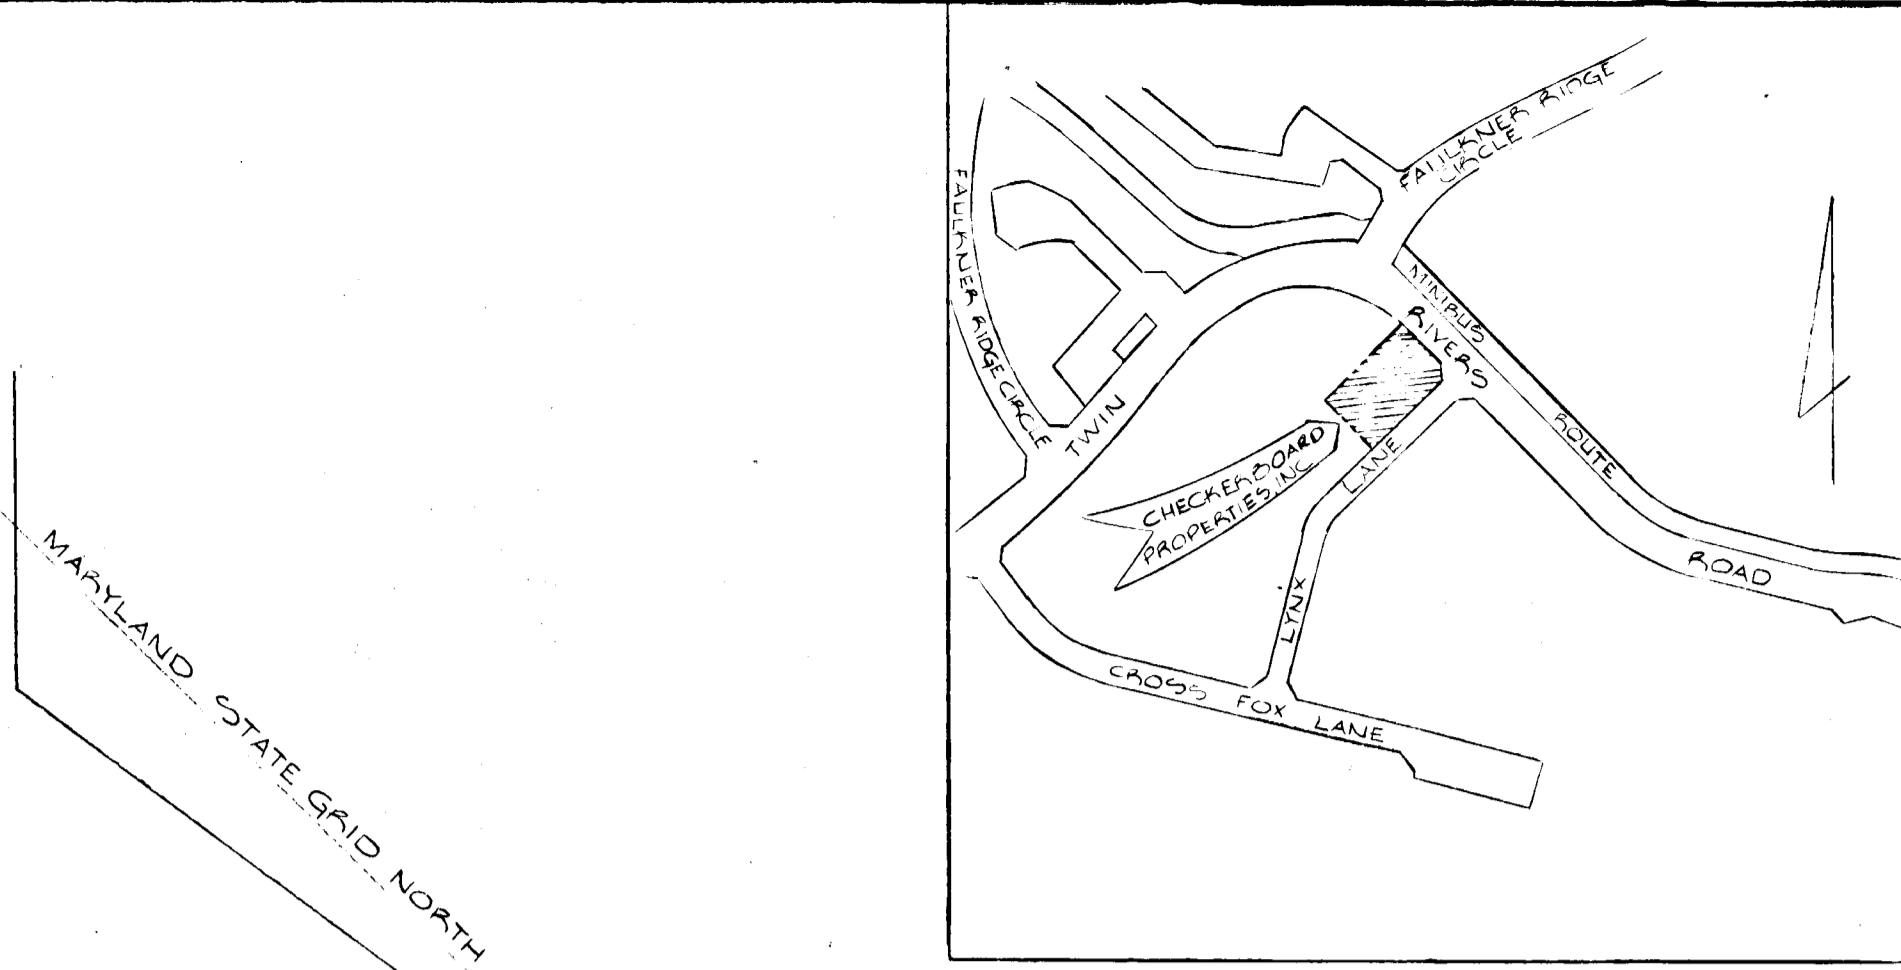 MARYLAND STATE GRID NORTH
FAULKNER RIDGE
CIRCLE
FAULKNER RIDGE CIRCLE
MINIBUS ROUTE
TWIN RIVERS ROAD
CHECKERBOARD
PROPERTIES, INC.
LYNX LANE
CROSS FOX LANE